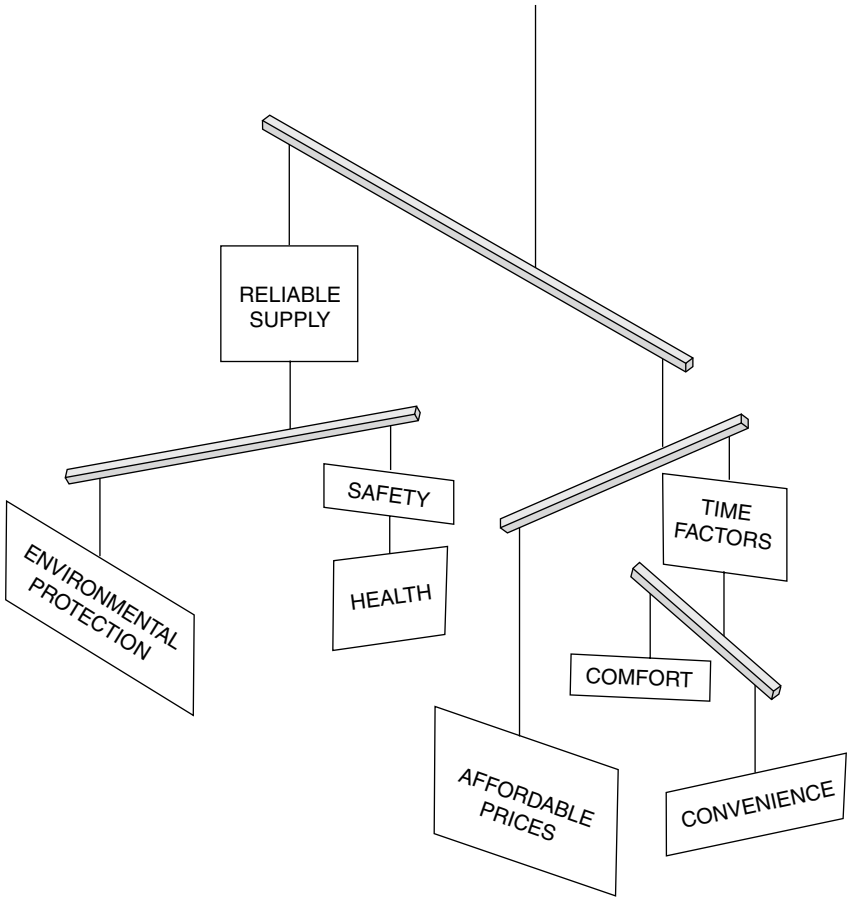 RELIABLE
SUPPLY
SAFETY
TIME
FACTORS
ENVIRONMENTAL
PROTECTION
HEALTH
COMFORT
AFFORDABLE
PRICES
CONVENIENCE